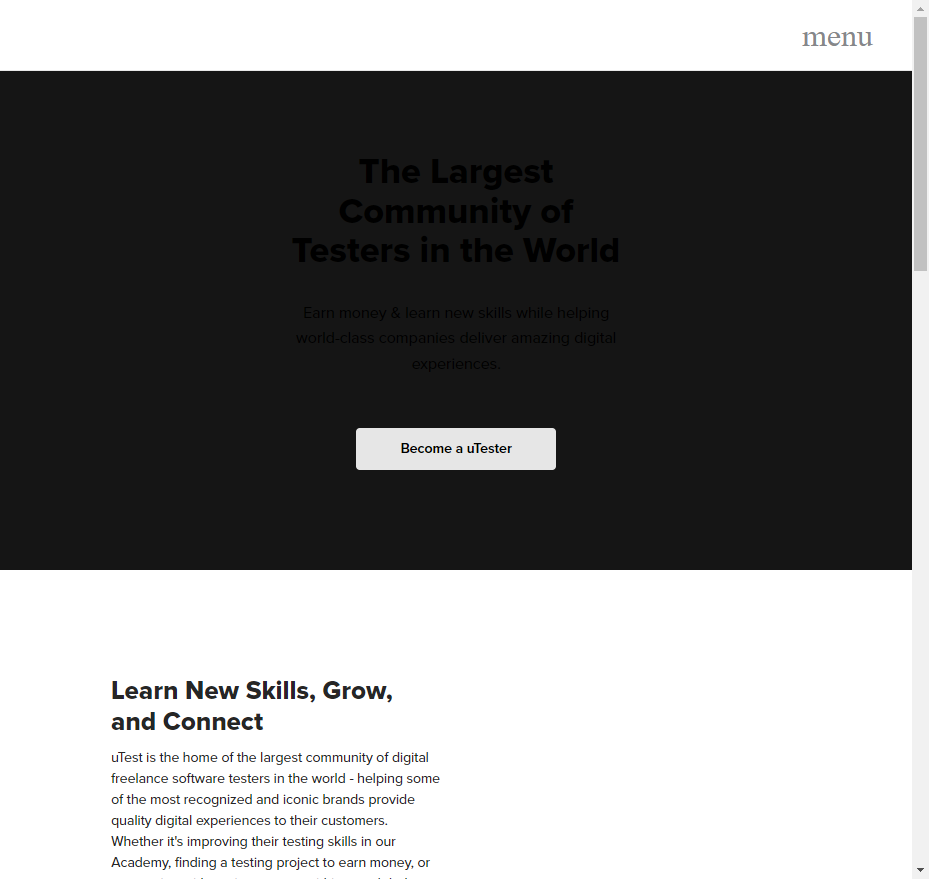 menu
The Largest
Community of
Testers in the World
Earn money & learn new skills while helping
world-class companies deliver amazing digital
experiences.
Become a uTester
Learn New Skills, Grow,
and Connect
uTest is the home of the largest community of digital
freelance software testers in the world - helping some
of the most recognized and iconic brands provide
quality digital experiences to their customers.
Whether it's improving their testing skills in our
Academy, finding a testing project to earn money, or